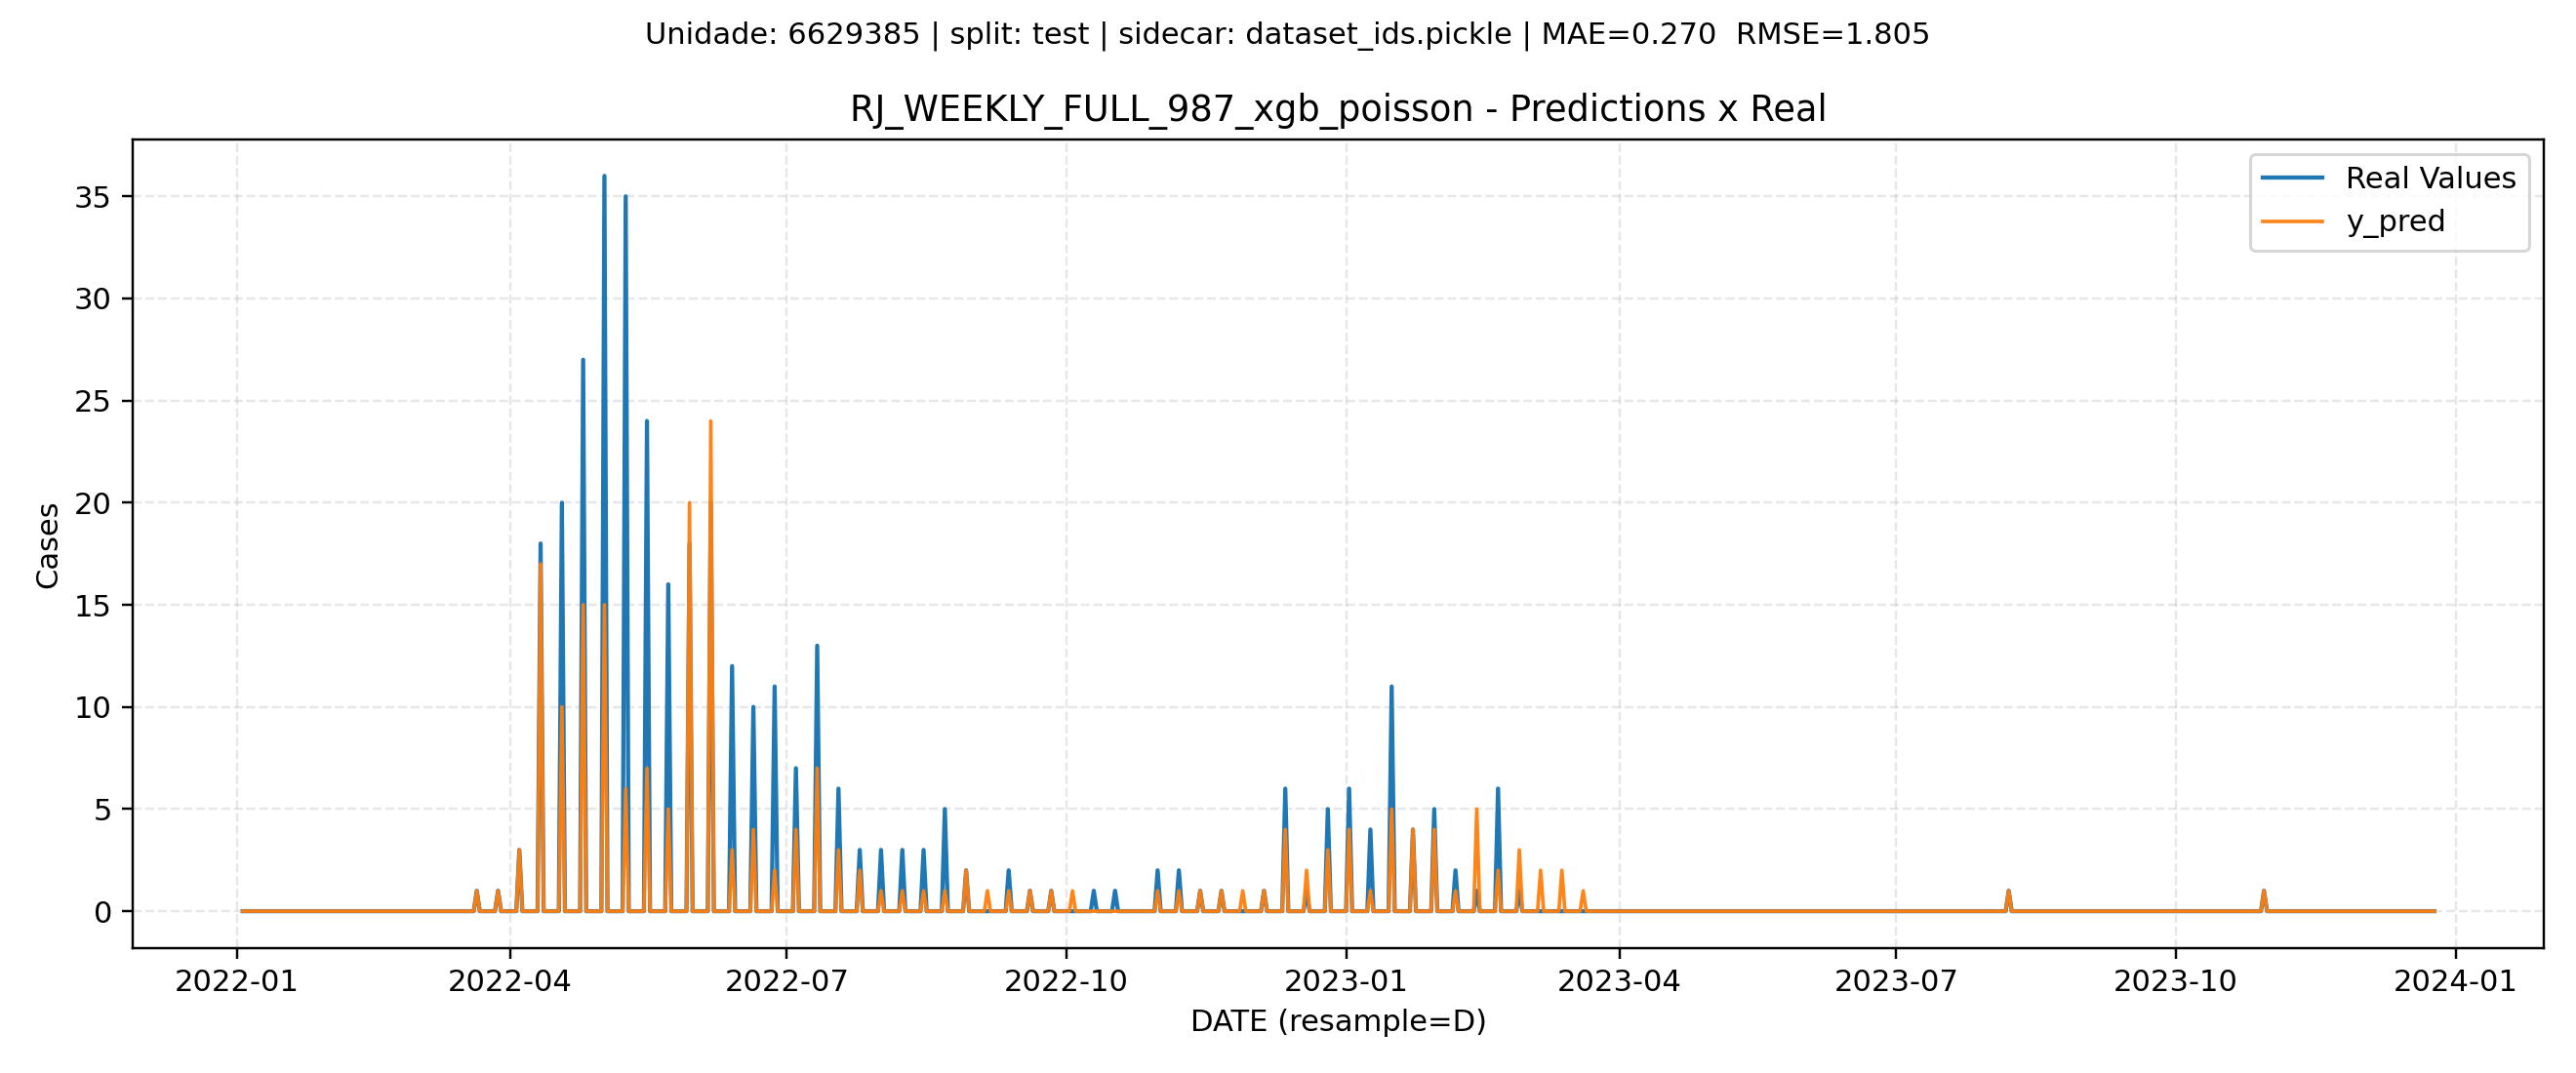 Unidade: 6629385 | split: test | sidecar: dataset_ids.pickle | MAE=0.270  RMSE=1.805
RJ_WEEKLY_FULL_987_xgb_poisson - Predictions x Real
Real Values
y_pred
35
30
25
20
15
10
5
0
Cases
2022-01
2022-04
2022-07
2022-10
2023-01
2023-04
2023-07
2023-10
2024-01
DATE (resample=D)